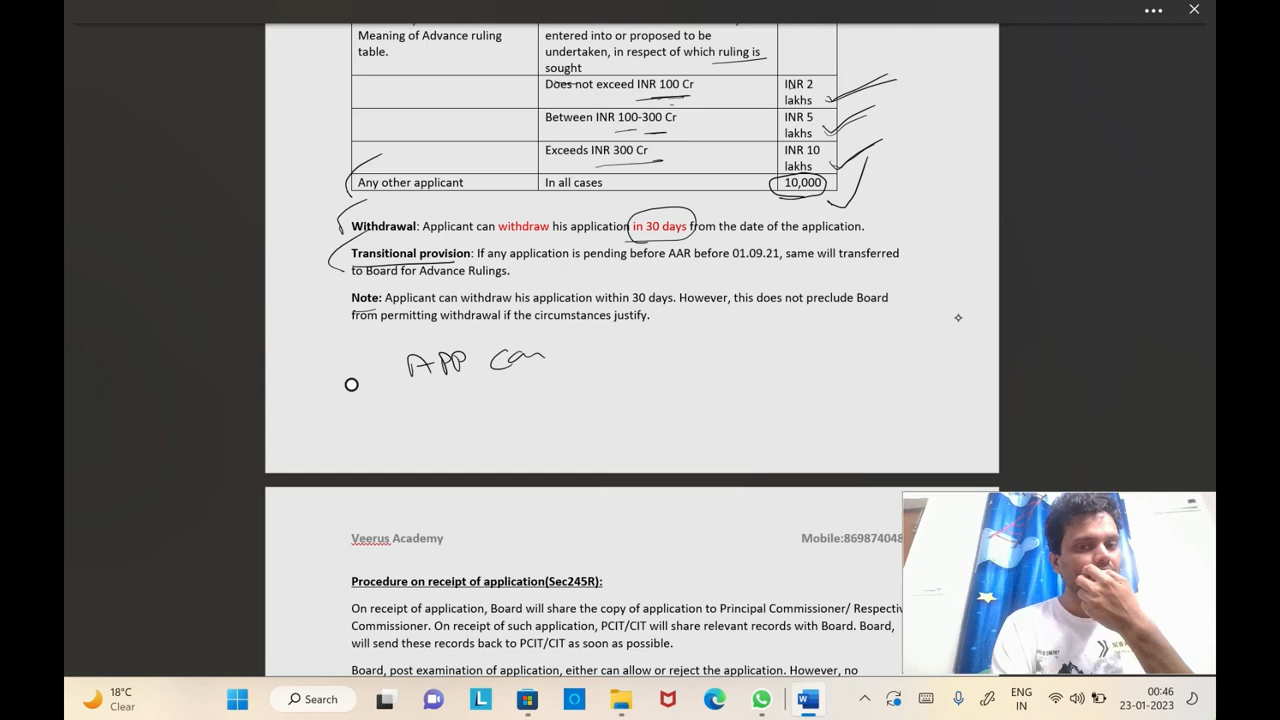 Meaning of Advance ruling
table.
entered into or proposed to be
undertaken, in respect of which ruling is
sought
Does not exceed INR 100 Cr
INR 2
lakhs
Between INR 100-300 Cr
INR 5
lakhs
Exceeds INR 300 Cr
INR 10
lakhs
Any other applicant
In all cases
10,000
Withdrawal: Applicant can withdraw his application in 30 days from the date of the application.
Transitional provision: If any application is pending before AAR before 01.09.21, same will transferred
to Board for Advance Rulings.
Note: Applicant can withdraw his application within 30 days. However, this does not preclude Board
from permitting withdrawal if the circumstances justify.
APP can
Veerus Academy
Mobile:869874048
Procedure on receipt of application(Sec245R):
On receipt of application, Board will share the copy of application to Principal Commissioner/ Respectiv
Commissioner. On receipt of such application, PCIT/CIT will share relevant records with Board. Board,
will send these records back to PCIT/CIT as soon as possible.
Board, post examination of application, either can allow or reject the application. However, no
18°C
Clear
Search
ENG
IN
00:46
23-01-2023